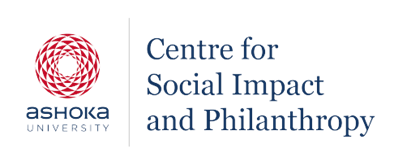 ASHOKA
UNIVERSITY
Centre for
Social Impact
and Philanthropy